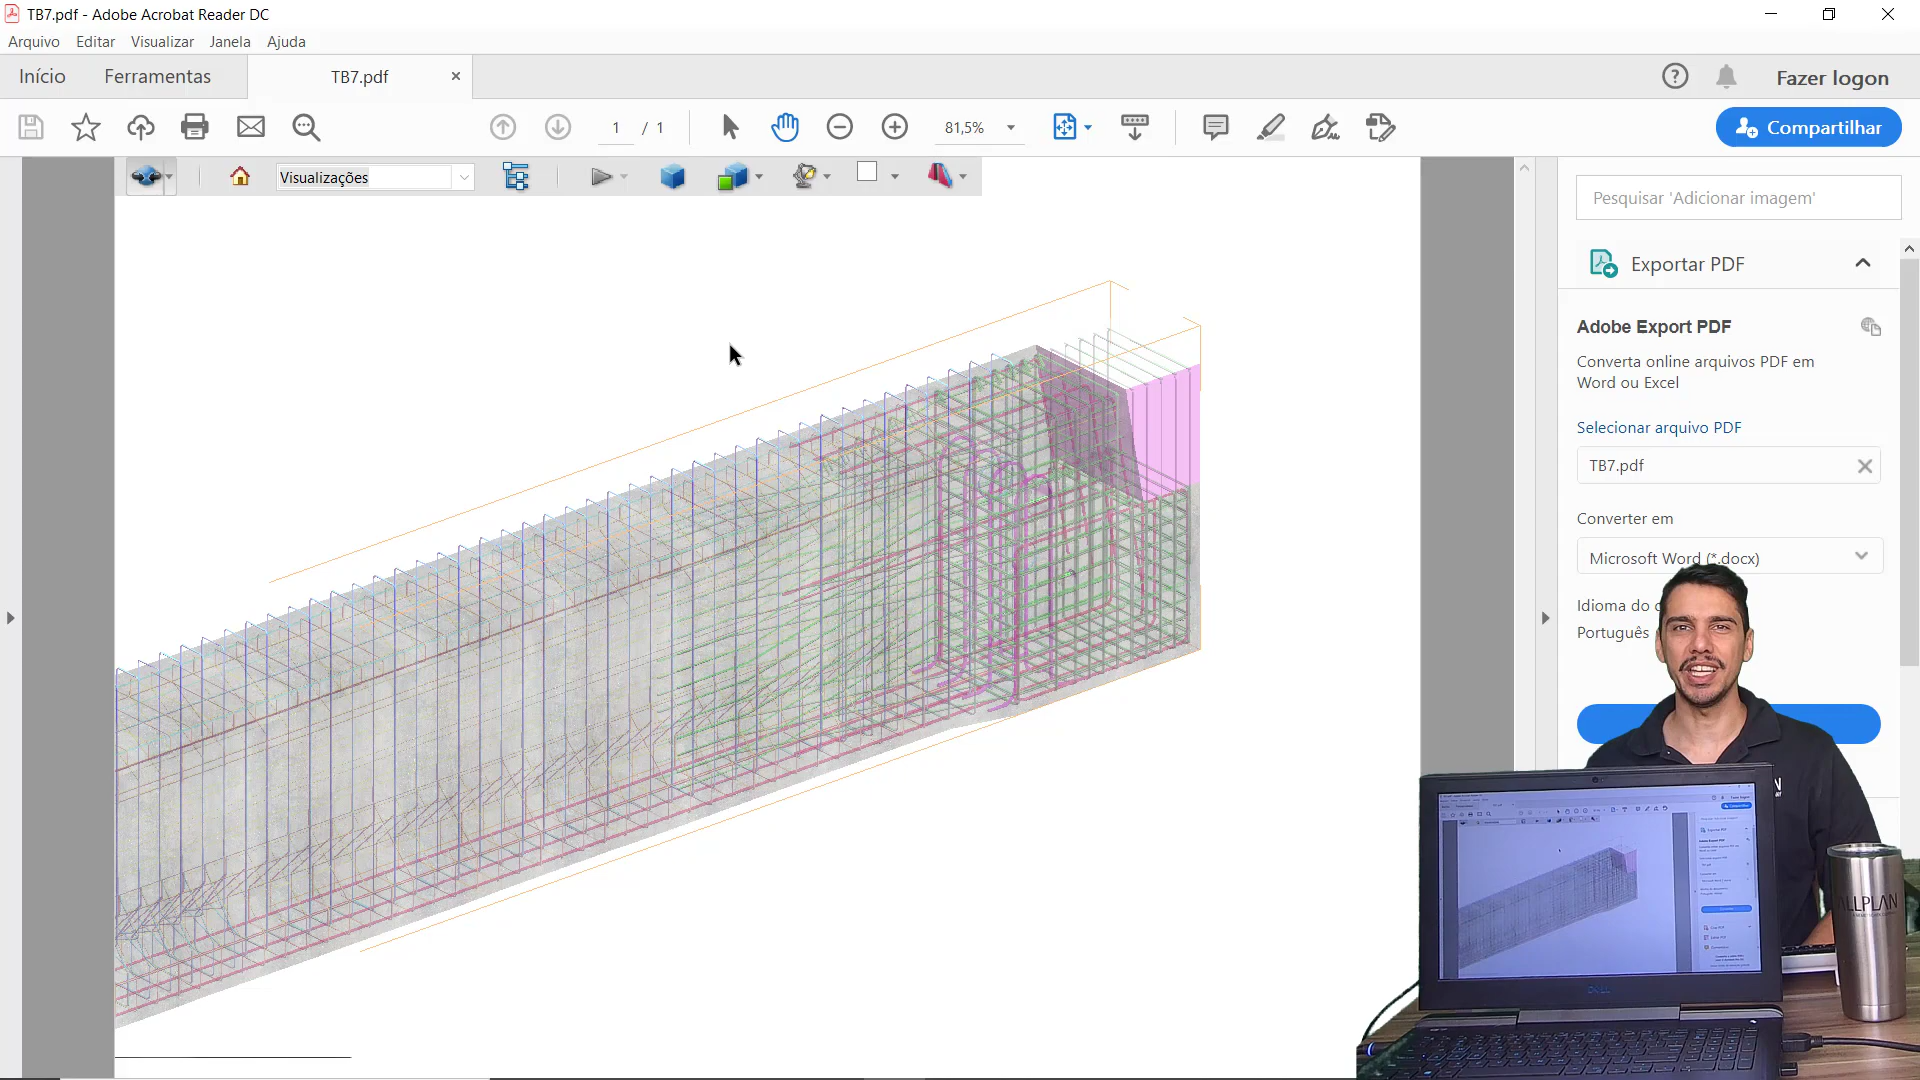 TB7.pdf - Adobe Acrobat Reader DC
Arquivo Editar Visualizar Janela Ajuda
Início Ferramentas TB7.pdf Fazer logon
1 / 1 81,5% Compartilhar
Visualizações
Pesquisar 'Adicionar imagem'
Exportar PDF
Adobe Export PDF
Converta online arquivos PDF em
Word ou Excel
Selecionar arquivo PDF
TB7.pdf
Converter em
Microsoft Word (*.docx)
Idioma do
Português
DELL
ALLPLAN